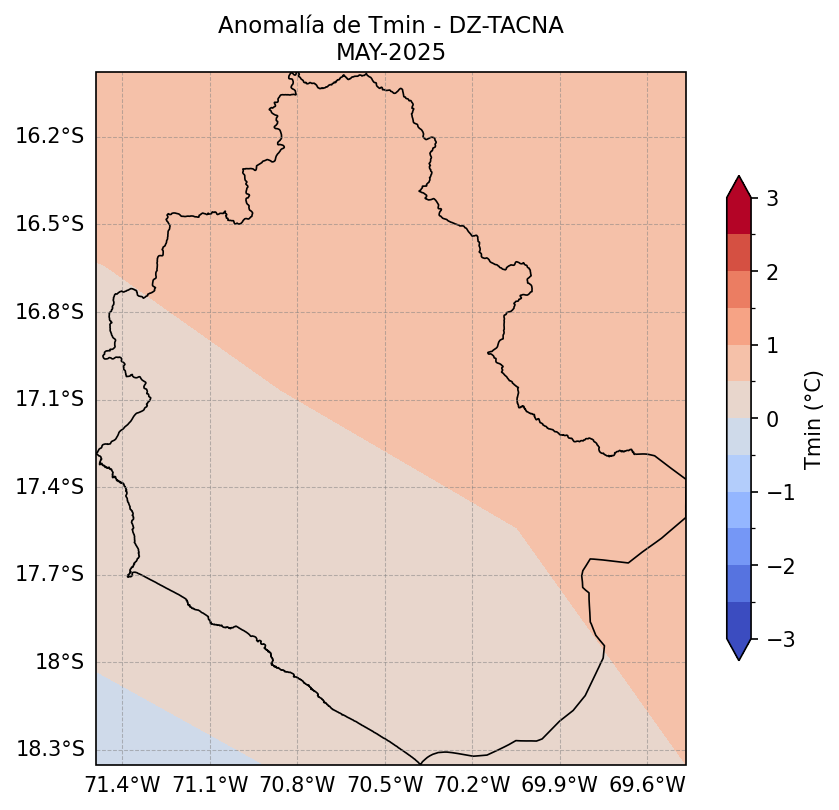 Anomalía de Tmin - DZ-TACNA
MAY-2025
16.2°S
16.5°S
16.8°S
17.1°S
17.4°S
17.7°S
18°S
18.3°S
71.4°W 71.1°W 70.8°W 70.5°W 70.2°W 69.9°W 69.6°W
3
2
1
0
−1
−2
−3
Tmin (°C)